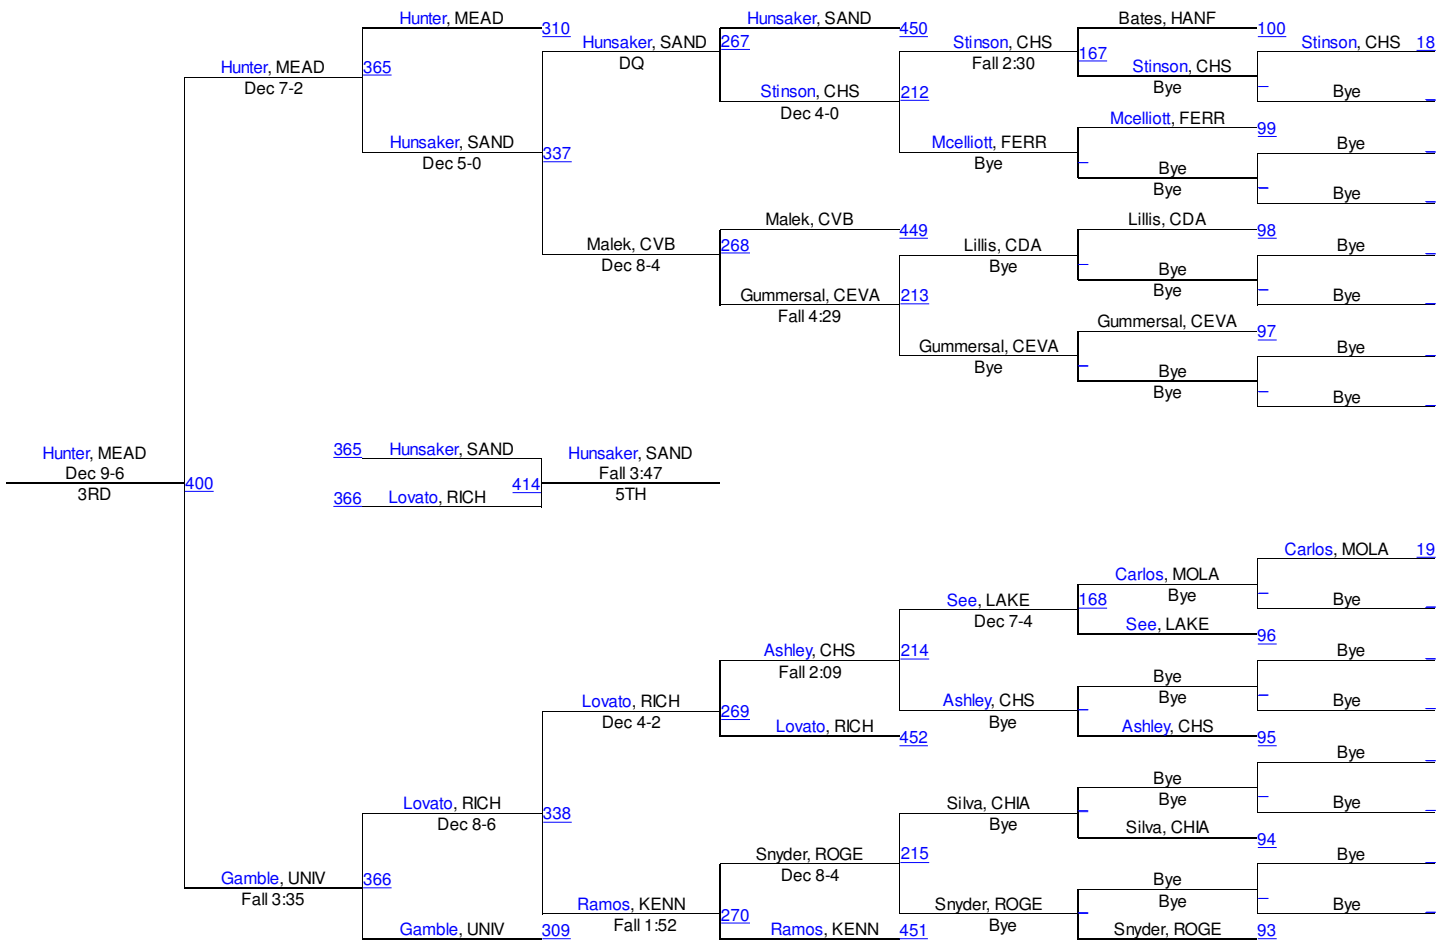 Hunter, MEAD
310
Hunsaker, SAND
450
Bates, HANF
100
Hunsaker, SAND
267
DQ
Stinson, CHS
Fall 2:30
167
Stinson, CHS 18
Hunter, MEAD
Dec 7-2
365
Stinson, CHS
Bye
Stinson, CHS
Dec 4-0
212
Bye
Mcelliott, FERR
99
Hunsaker, SAND
Dec 5-0
337
Mcelliott, FERR
Bye
Bye
Bye
Bye
Bye
Malek, CVB
449
Lillis, CDA
98
Malek, CVB
Dec 8-4
268
Lillis, CDA
Bye
Bye
Bye
Bye
Gummersal, CEVA
Fall 4:29
213
Bye
Gummersal, CEVA
97
Gummersal, CEVA
Bye
Bye
Bye
Bye
Bye
Hunter, MEAD
Dec 9-6
3RD
400
365 Hunsaker, SAND
366 Lovato, RICH
414
Hunsaker, SAND
Fall 3:47
5TH
Carlos, MOLA 19
Carlos, MOLA
Bye
Bye
See, LAKE
Dec 7-4
168
See, LAKE
96
Ashley, CHS
Fall 2:09
214
Bye
Bye
Bye
Lovato, RICH
Dec 4-2
269
Ashley, CHS
Bye
Bye
Lovato, RICH
452
Ashley, CHS
95
Bye
Bye
Bye
Lovato, RICH
Dec 8-6
338
Silva, CHIA
Bye
Bye
Silva, CHIA
94
Snyder, ROGE
Dec 8-4
215
Bye
Gamble, UNIV
Fall 3:35
366
Bye
Bye
Ramos, KENN
Fall 1:52
270
Snyder, ROGE
Bye
Bye
Gamble, UNIV
309
Ramos, KENN
451
Snyder, ROGE
93